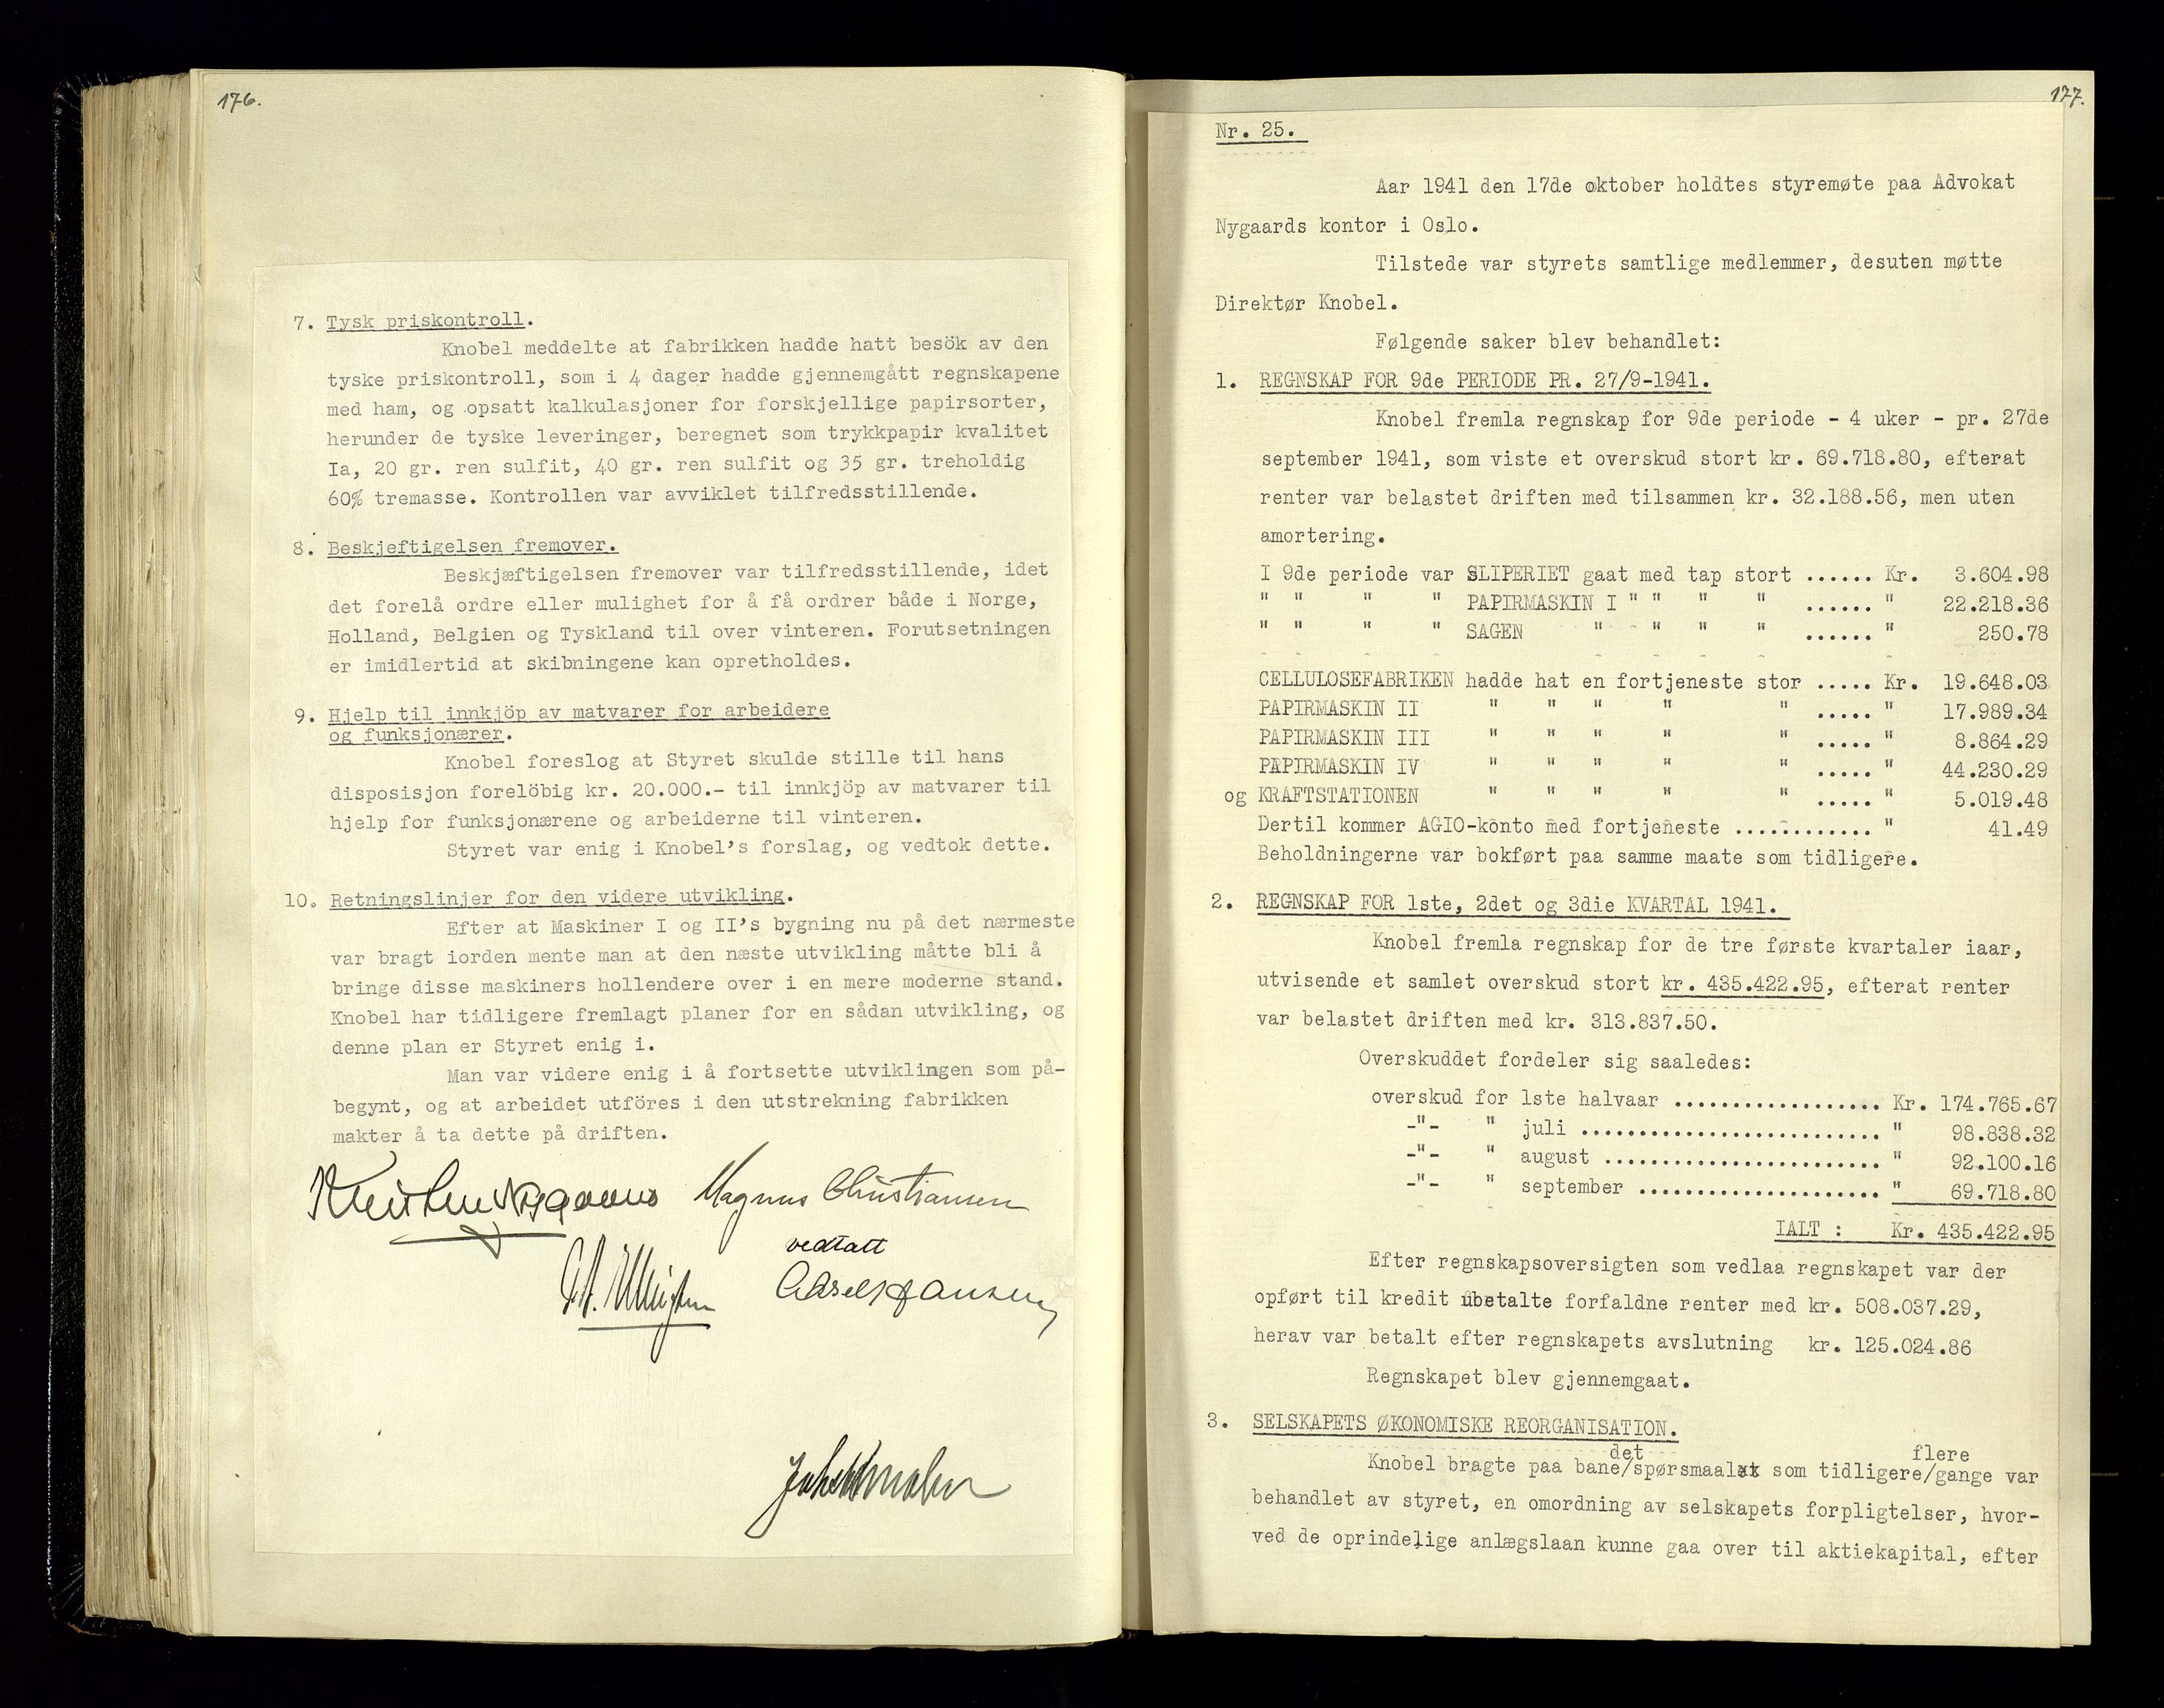 176.
7. Tysk priskontroll.
Knobel meddelte at fabrikken hadde hatt besök av den
tyske priskontroll, som i 4 dager hadde gjennemgått regnskapene
med ham, og opsatt kalkulasjoner for forskjellige papirsorter,
herunder de tyske leveringer, beregnet som trykkpapir kvalitet
Ia, 20 gr. ren sulfit, 40 gr. ren sulfit og 35 gr. treholdig
60% tremasse. Kontrollen var avviklet tilfredsstillende.
8. Beskjeftigelsen fremover.
Beskjæftigelsen fremover var tilfredsstillende, idet
det forelå ordre eller mulighet for å få ordrer både i Norge,
Holland, Belgien og Tyskland til over vinteren. Forutsetningen
er imidlertid at skibningene kan opretholdes.
9. Hjelp til innkjöp av matvarer for arbeidere
og funksjonærer.
Knobel foreslog at Styret skulde stille til hans
disposisjon forelöbig kr. 20.000.- til innkjöp av matvarer til
hjelp for funksjonærene og arbeiderne til vinteren.
Styret var enig i Knobel's forslag, og vedtok dette.
10. Retningslinjer for den videre utvikling.
Efter at Maskiner I og II's bygning nu på det nærmeste
var bragt iorden mente man at den næste utvikling måtte bli å
bringe disse maskiners hollendere over i en mere moderne stand.
Knobel har tidligere fremlagt planer for en sådan utvikling, og
denne plan er Styret enig i.
Man var videre enig i å fortsette utviklingen som på-
begynt, og at arbeidet utföres i den utstrekning fabrikken
makter å ta dette på driften.
Magnus Christiansen
vedtatt
177.
Nr. 25.
Aar 1941 den 17de oktober holdtes styremøte paa Advokat
Nygaards kontor i Oslo.
Tilstede var styrets samtlige medlemmer, desuten møtte
Direktør Knobel.
Følgende saker blev behandlet:
1. REGNSKAP FOR 9de PERIODE PR. 27/9-1941.
Knobel fremla regnskap for 9de periode - 4 uker - pr. 27de
september 1941, som viste et overskud stort kr. 69.718.80, efterat
renter var belastet driften med tilsammen kr. 32.188.56, men uten
amortering.
I 9de periode var SLIPERIET gaat med tap stort ...... Kr. 3.604.98
" " " " PAPIRMASKIN I " " " " ...... " 22.218.36
" " " " SAGEN " " " " ...... " 250.78
CELLULOSEFABRIKEN hadde hat en fortjeneste stor ..... Kr. 19.648.03
PAPIRMASKIN II " " " " " ..... " 17.989.34
PAPIRMASKIN III " " " " " ..... " 8.864.29
PAPIRMASKIN IV " " " " " ..... " 44.230.29
og KRAFTSTATIONEN " " " " " ..... " 5.019.48
Dertil kommer AGIO-konto med fortjeneste ............ " 41.49
Beholdningerne var bokført paa samme maate som tidligere.
2. REGNSKAP FOR 1ste, 2det og 3die KVARTAL 1941.
Knobel fremla regnskap for de tre første kvartaler iaar,
utvisende et samlet overskud stort kr. 435.422.95, efterat renter
var belastet driften med kr. 313.837.50.
Overskuddet fordeler sig saaledes:
overskud for 1ste halvaar .................. Kr. 174.765.67
-"- " juli .......................... " 98.838.32
-"- " august ........................ " 92.100.16
-"- " september ..................... " 69.718.80
IALT : Kr. 435.422.95
Efter regnskapsoversigten som vedlaa regnskapet var der
opført til kredit ubetalte forfaldne renter med kr. 508.037.29,
herav var betalt efter regnskapets avslutning kr. 125.024.86
Regnskapet blev gjennemgaat.
3. SELSKAPETS ØKONOMISKE REORGANISATION.
det flere
Knobel bragte paa bane/spørsmaal som tidligere/gange var
behandlet av styret, en omordning av selskapets forpligtelser, hvor-
ved de oprindelige anlægslaan kunne gaa over til aktiekapital, efter